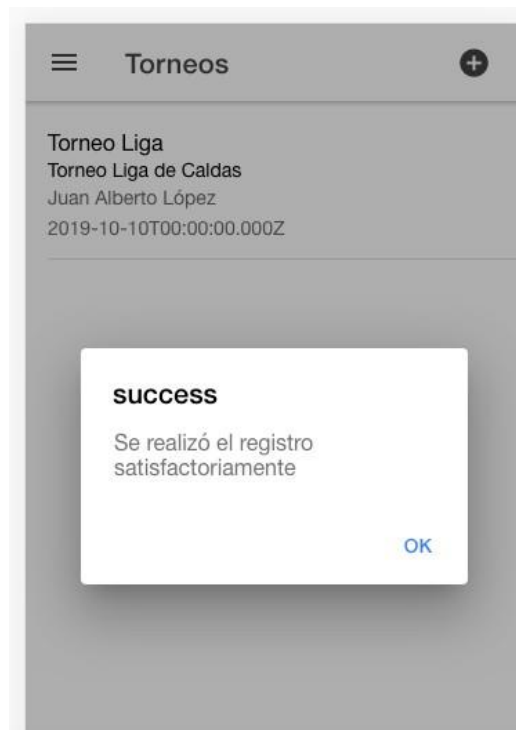 Torneos
Torneo Liga
Torneo Liga de Caldas
Juan Alberto López
2019-10-10T00:00:00.000Z
success
Se realizó el registro
satisfactoriamente
OK